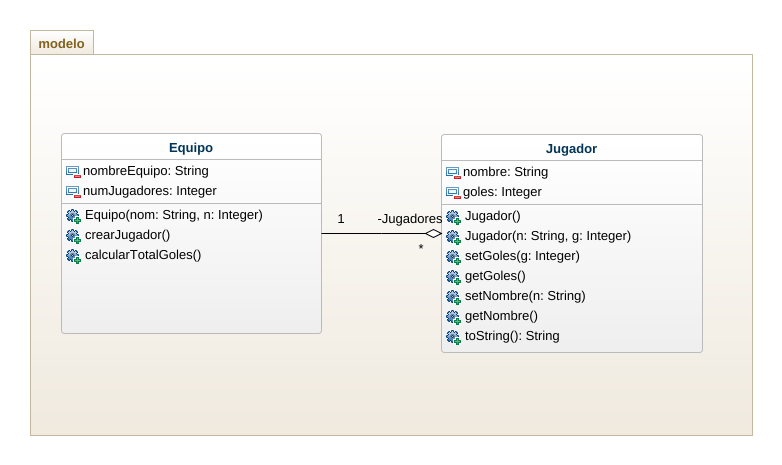 modelo
Equipo
nombreEquipo: String
numJugadores: Integer
Equipo(nom: String, n: Integer)
crearJugador()
calcularTotalGoles()
1
-Jugadores
*
Jugador
nombre: String
goles: Integer
Jugador()
Jugador(n: String, g: Integer)
setGoles(g: Integer)
getGoles()
setNombre(n: String)
getNombre()
toString(): String